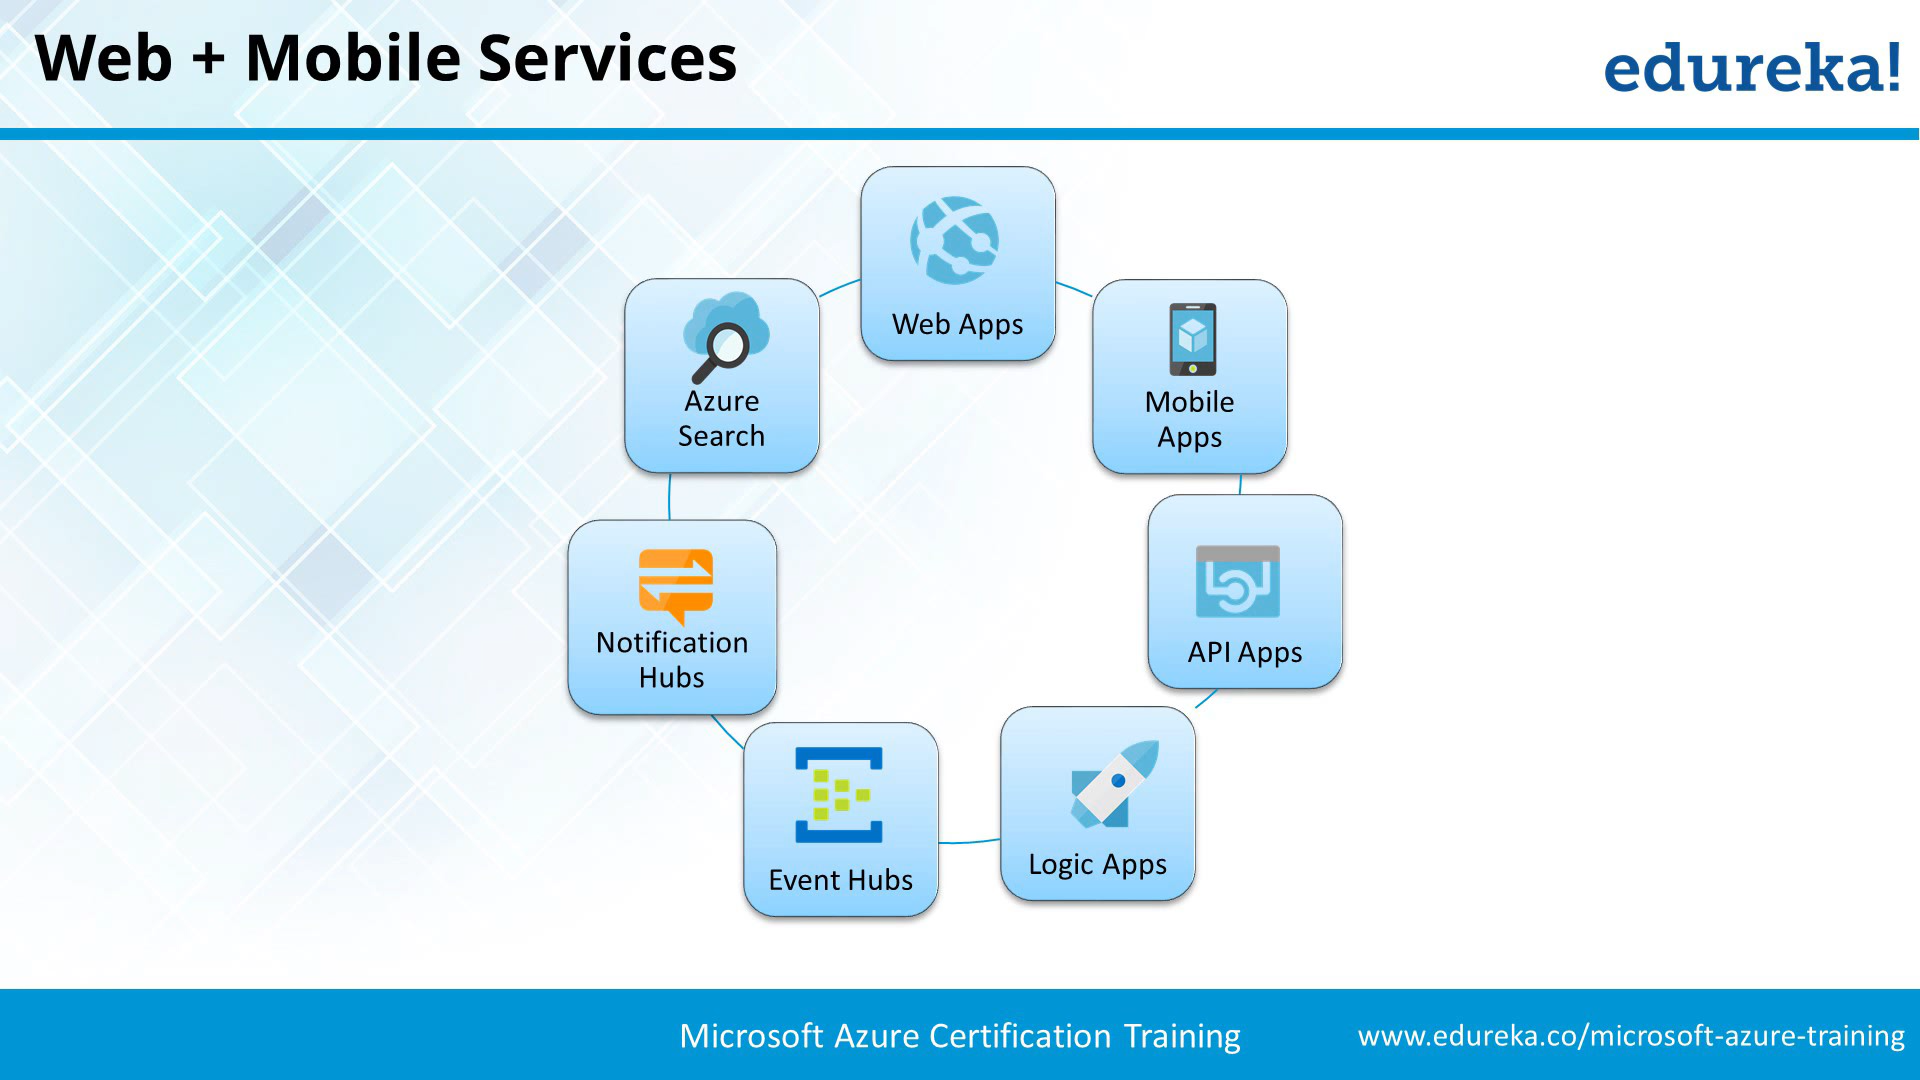 Web + Mobile Services
edureka!
Web Apps
Mobile
Apps
API Apps
Logic Apps
Event Hubs
Notification
Hubs
Azure
Search
Microsoft Azure Certification Training
www.edureka.co/microsoft-azure-training